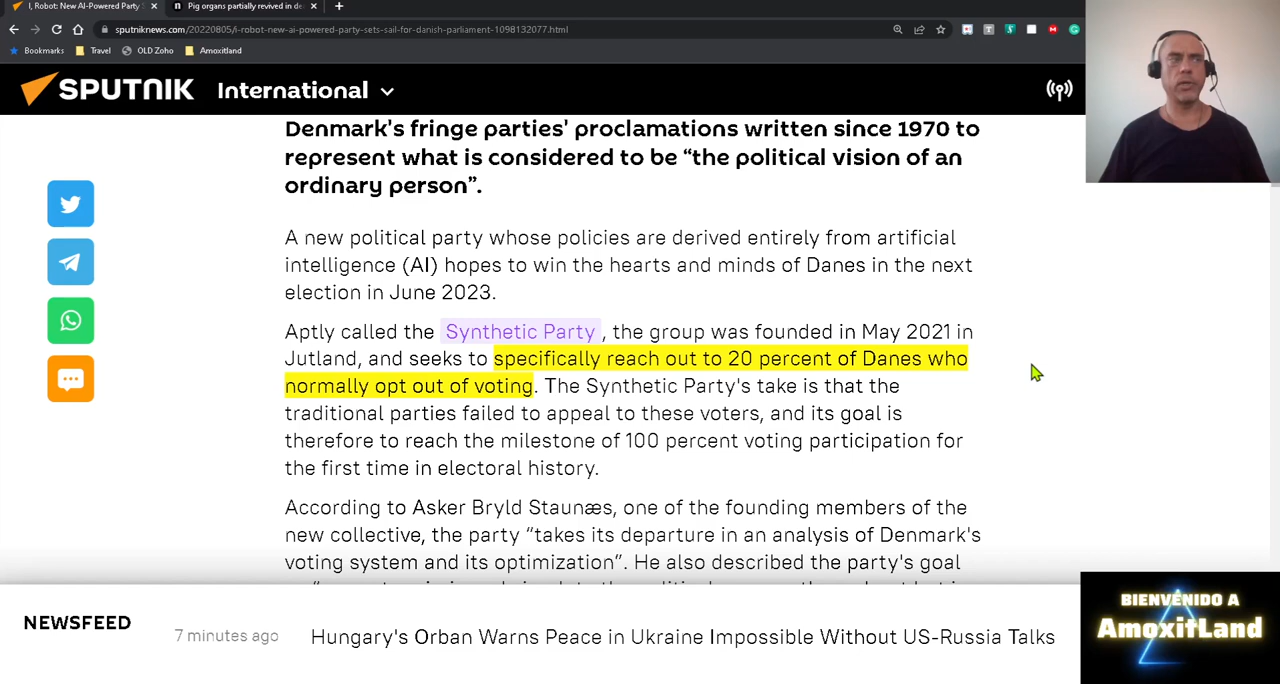 I, Robot: New AI-Powered Party S
Pig organs partially revived in de
sputniknews.com/20220805/i-robot-new-ai-powered-party-sets-sail-for-danish-parliament-1098132077.html
Bookmarks Travel OLD Zoho Amoxitland
SPUTNIK International
Denmark's fringe parties' proclamations written since 1970 to
represent what is considered to be “the political vision of an
ordinary person”.
A new political party whose policies are derived entirely from artificial
intelligence (AI) hopes to win the hearts and minds of Danes in the next
election in June 2023.
Aptly called the Synthetic Party , the group was founded in May 2021 in
Jutland, and seeks to specifically reach out to 20 percent of Danes who
normally opt out of voting. The Synthetic Party's take is that the
traditional parties failed to appeal to these voters, and its goal is
therefore to reach the milestone of 100 percent voting participation for
the first time in electoral history.
According to Asker Bryld Staunæs, one of the founding members of the
new collective, the party “takes its departure in an analysis of Denmark's
voting system and its optimization”. He also described the party's goal
NEWSFEED
7 minutes ago
Hungary's Orban Warns Peace in Ukraine Impossible Without US-Russia Talks
BIENVENIDO A
AmoxitLand